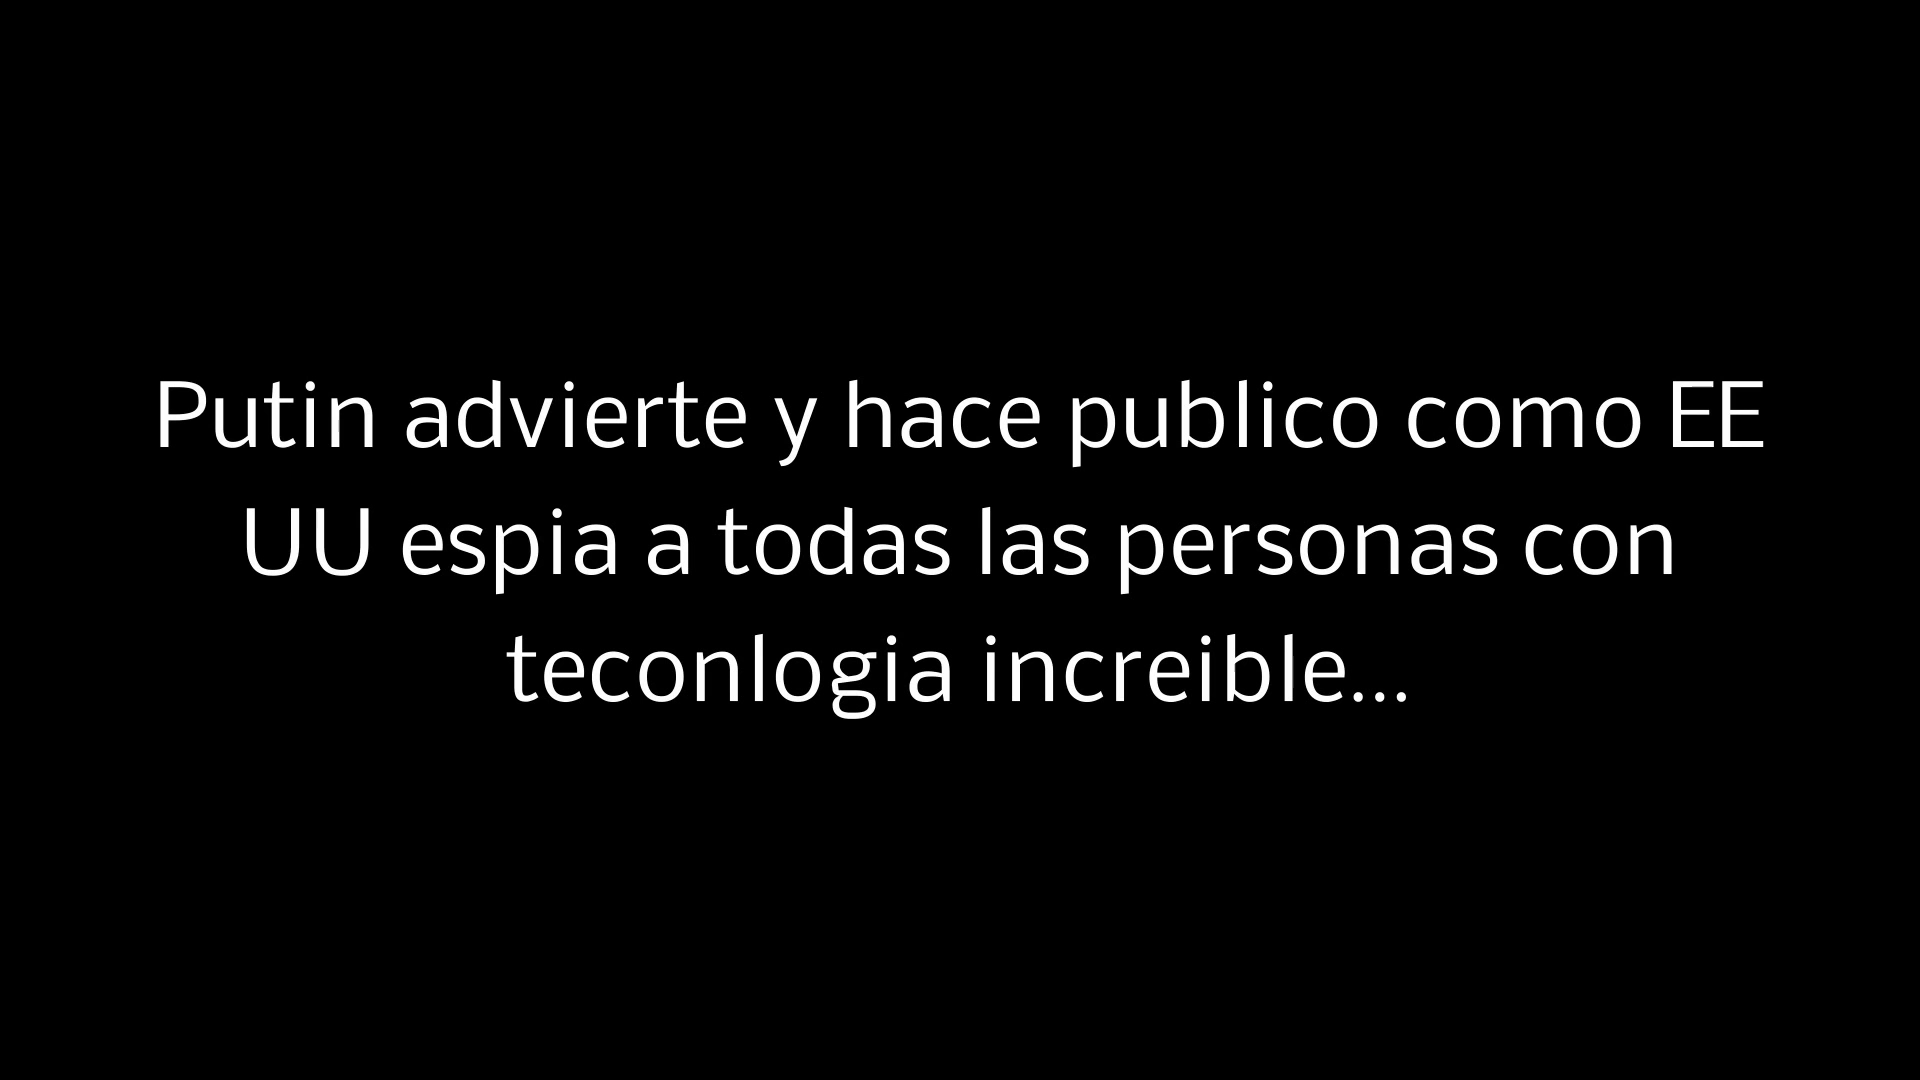 Putin advierte y hace publico como EE
UU espia a todas las personas con
teconlogia increible...